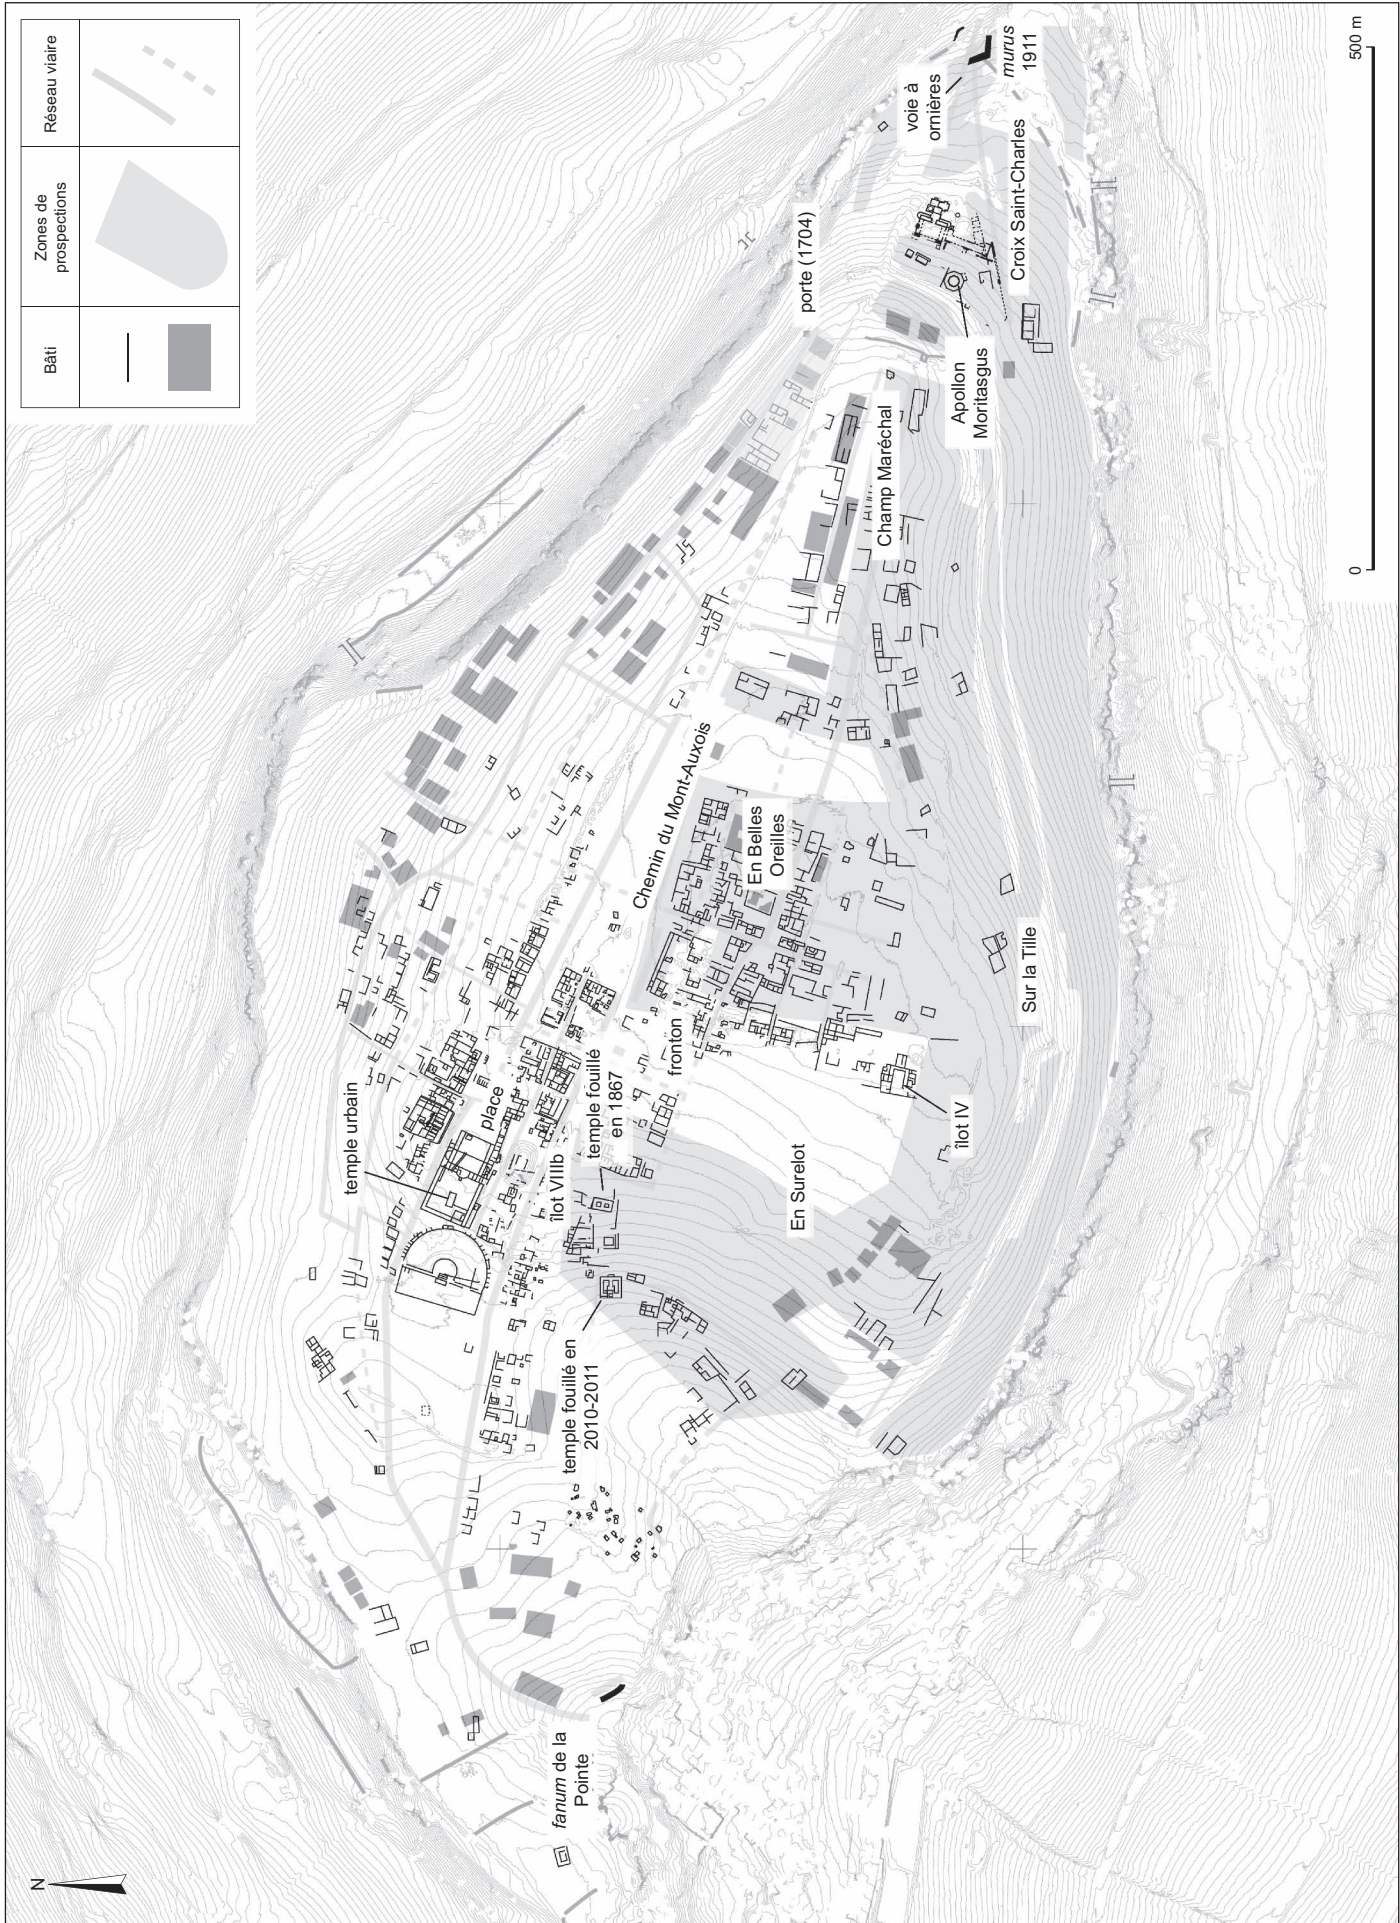 N
Bâti
Zones de
prospections
Réseau viaire
murus
1911
voie à
ornières
Croix Saint-Charles
porte (1704)
Apollon
Moritasgus
Champ Maréchal
Chemin du Mont-Auxois
En Belles
Oreilles
Sur la Tille
fronton
place
temple urbain
temple fouillé
en 1867
îlot VIIIb
îlot IV
En Surelot
temple fouillé en
2010-2011
fanum de la
Pointe
0
500 m